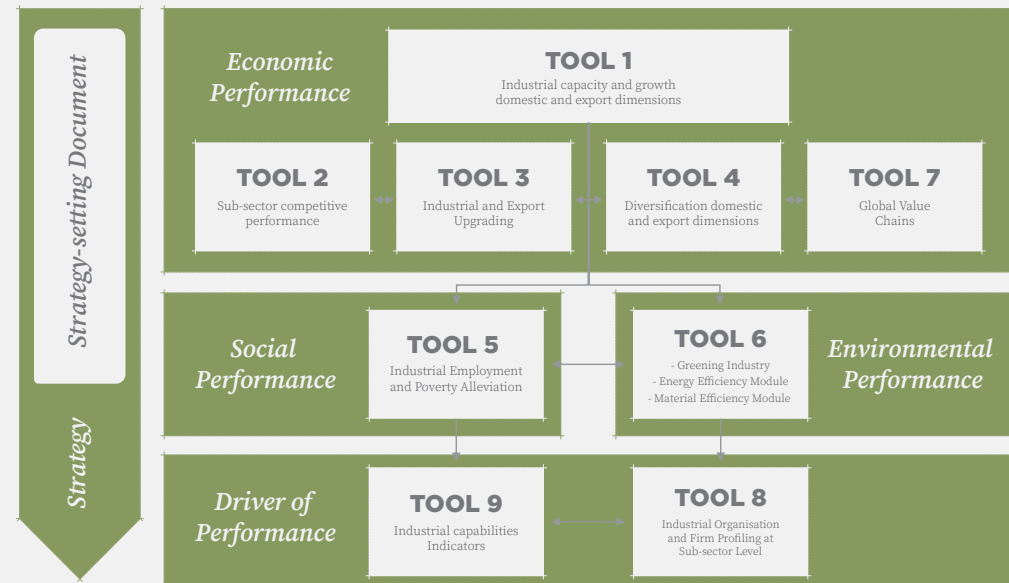 Strategy-setting Document
Strategy
Economic
Performance
TOOL 1
Industrial capacity and growth
domestic and export dimensions
TOOL 2
Sub-sector competitive
performance
TOOL 3
Industrial and Export
Upgrading
TOOL 4
Diversification domestic
and export dimensions
TOOL 7
Global Value
Chains
Social
Performance
TOOL 5
Industrial Employment
and Poverty Alleviation
TOOL 6
- Greening Industry
- Energy Efficiency Module
- Material Efficiency Module
Environmental
Performance
Driver of
Performance
TOOL 9
Industrial capabilities
Indicators
TOOL 8
Industrial Organisation
and Firm Profiling at
Sub-sector Level